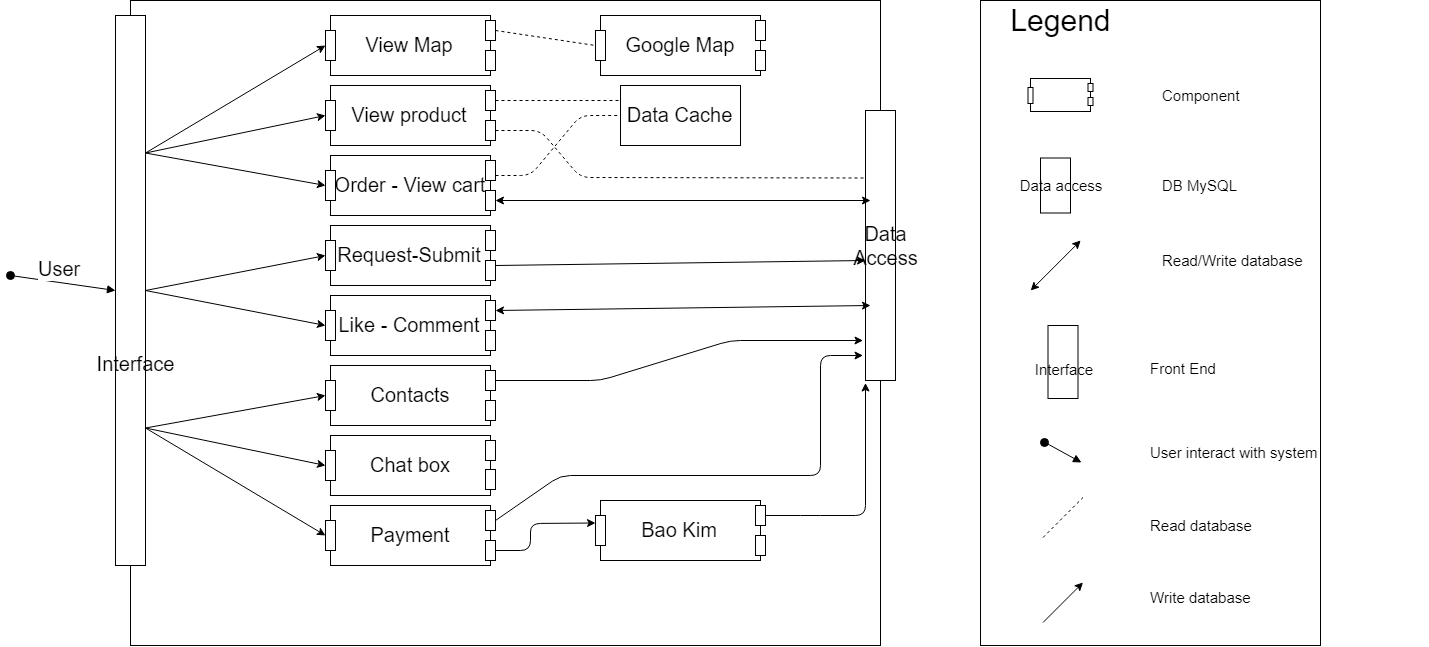 View Map
Google Map
View product
Data Cache
Order - View cart
Request-Submit
Like - Comment
Contacts
Chat box
Payment
Bao Kim
User
Interface
Data
Access
Legend
Component
Data access
DB MySQL
Read/Write database
Interface
Front End
User interact with system
Read database
Write database